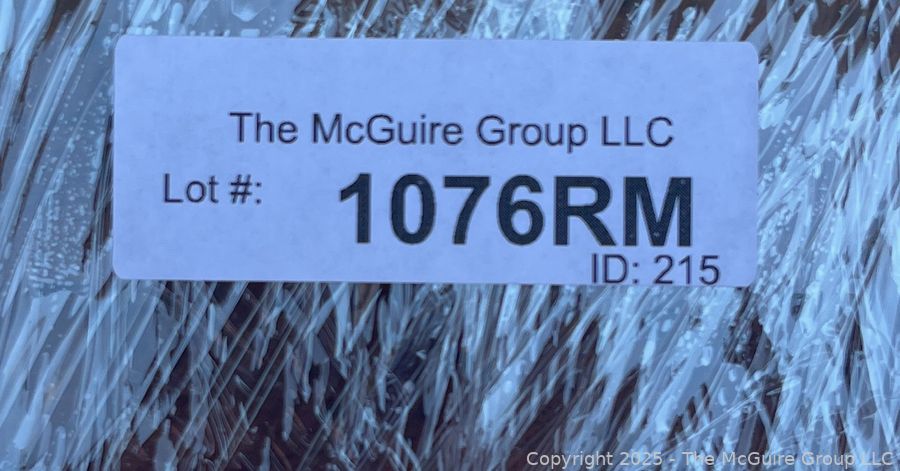 The McGuire Group LLC
Lot #: 1076RM
ID: 215
Copyright 2025 - The McGuire Group LLC